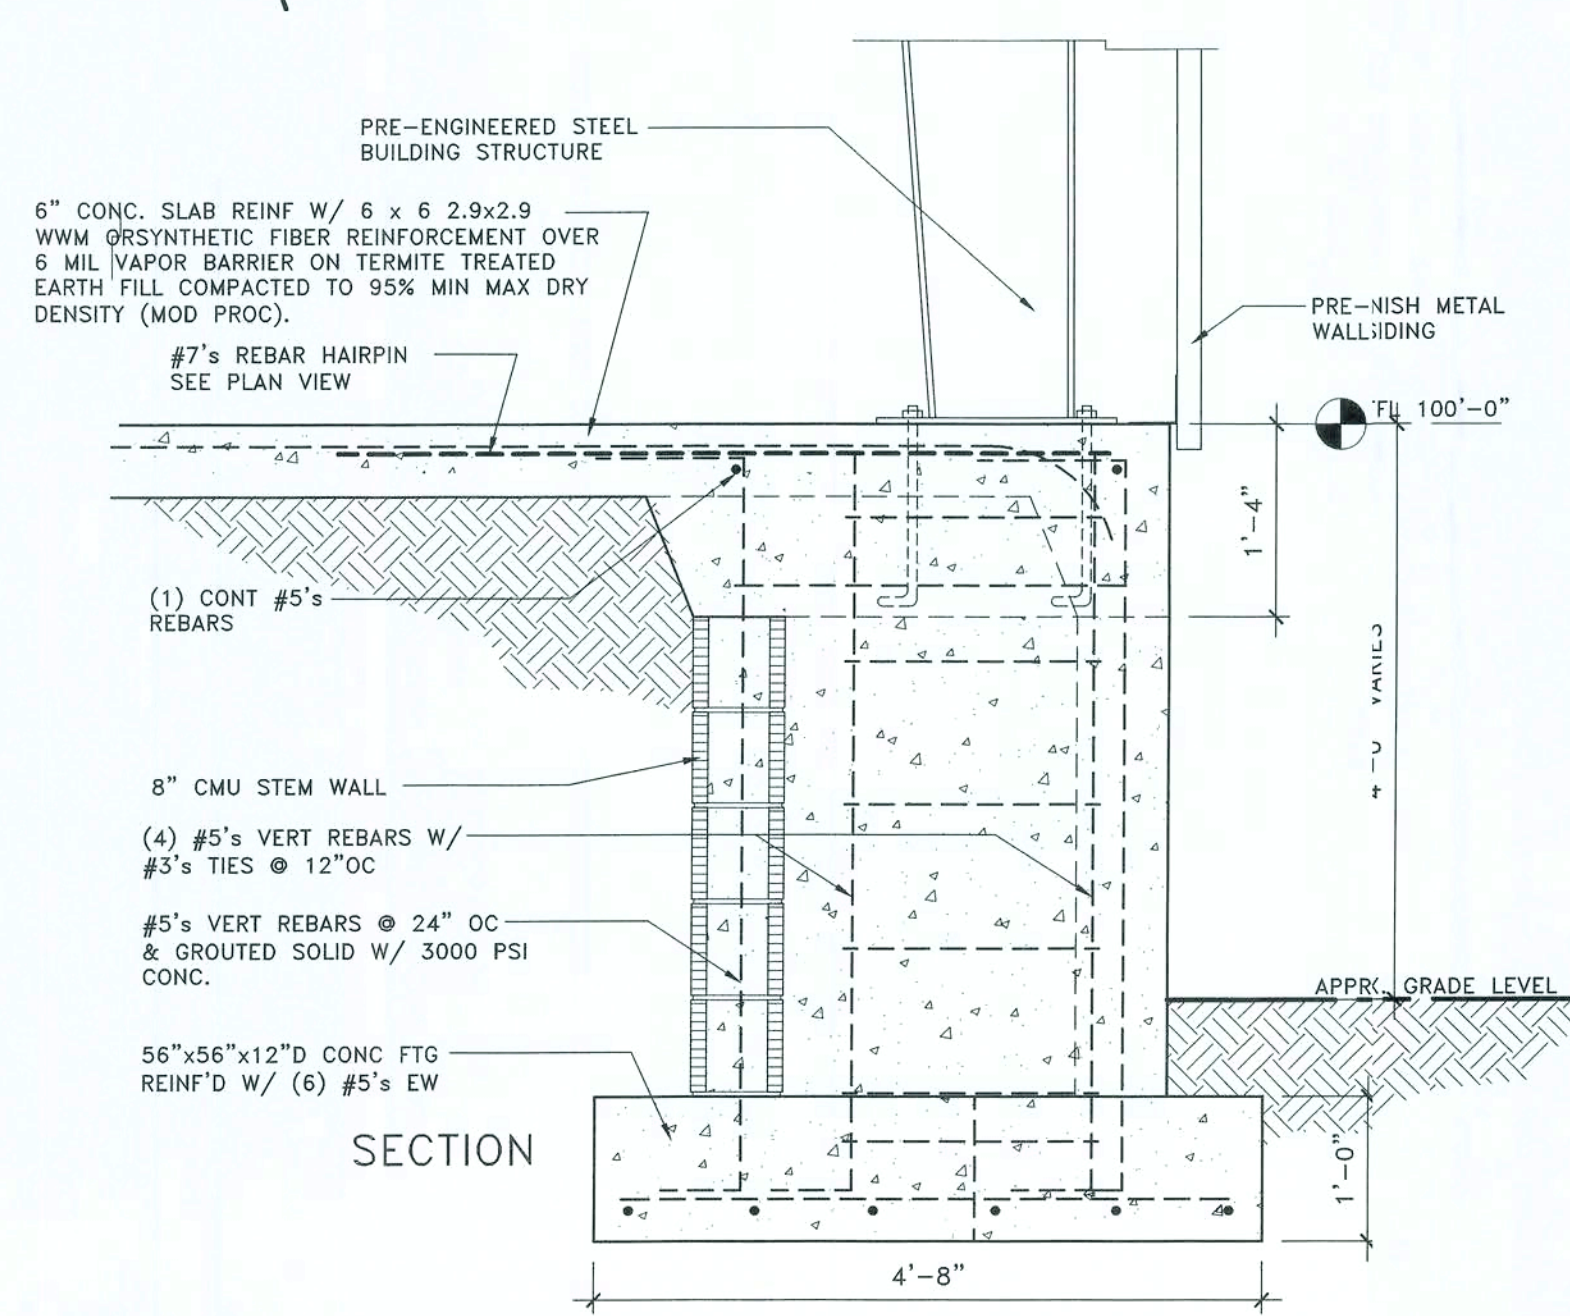 PRE-ENGINEERED STEEL
BUILDING STRUCTURE
6" CONC. SLAB REINF W/ 6 x 6 2.9x2.9
WWM ORSYNTHETIC FIBER REINFORCEMENT OVER
6 MIL VAPOR BARRIER ON TERMITE TREATED
EARTH FILL COMPACTED TO 95% MIN MAX DRY
DENSITY (MOD PROC).
#7's REBAR HAIRPIN
SEE PLAN VIEW
PRE-NISH METAL
WALLSIDING
100'-0"
1'-4"
(1) CONT #5's
REBARS
VARIES
8" CMU STEM WALL
(4) #5's VERT REBARS W/
#3's TIES @ 12"OC
#5's VERT REBARS @ 24" OC
& GROUTED SOLID W/ 3000 PSI
CONC.
GRADE LEVEL
56"x56"x12"D CONC FTG
REINF'D W/ (6) #5's EW
SECTION
1'-0"
4'-8"